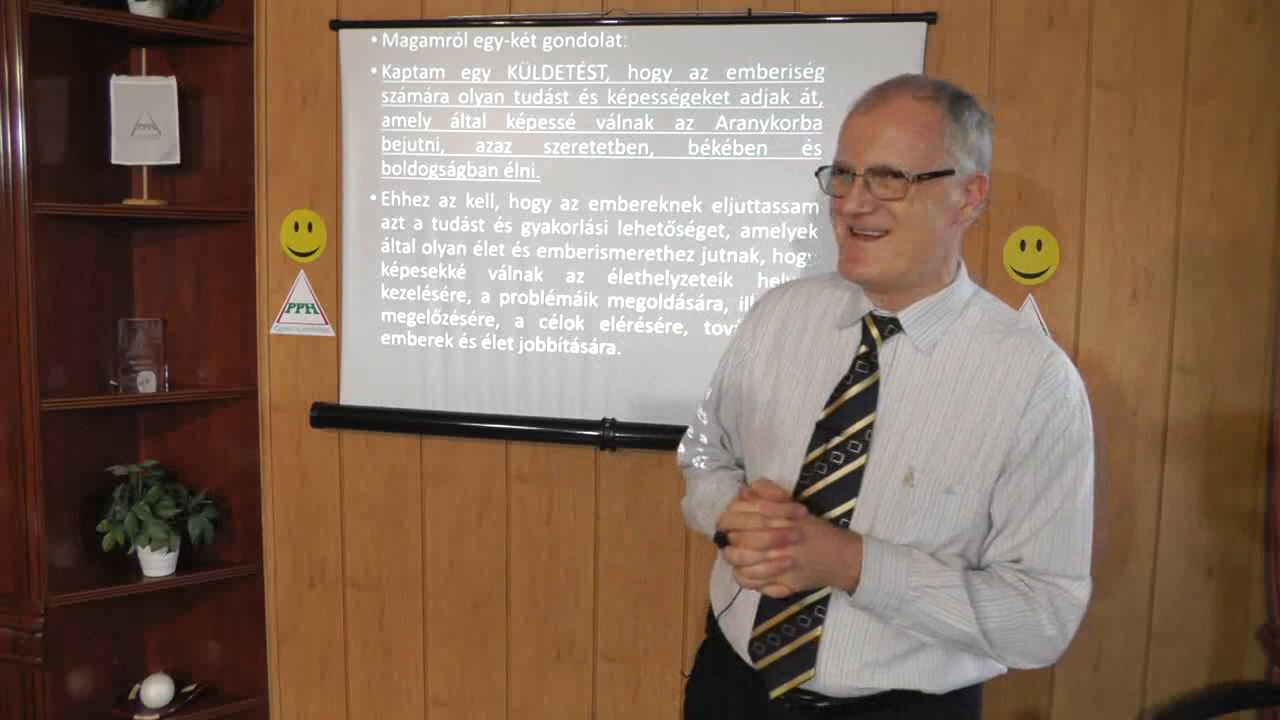 • Magamról egy-két gondolat:
• Kaptam egy KÜLDETÉST, hogy az emberiség
számára olyan tudást és képességeket adjak át,
amely által képessé válnak az Aranykorba
bejutni, azaz szeretetben, békében és
boldogságban élni.
• Ehhez az kell, hogy az embereknek eljuttassam
azt a tudást és gyakorlási lehetőséget, amelyek
által olyan élet és emberismerethez jutnak, hogy
képesekké válnak az élethelyzeteik
kezelésére, a problémáik megoldására,
megelőzésére, a célok elérésére,
emberek és élet jobbítására.
PPH